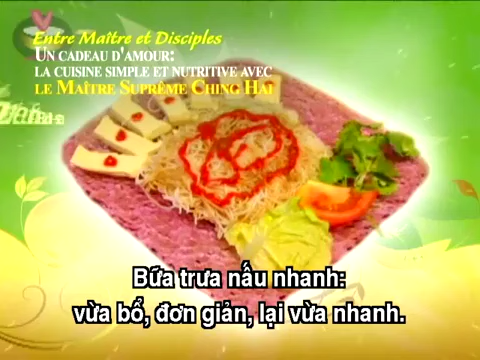 Entre Maître et Disciples
UN CADEAU D'AMOUR:
LA CUISINE SIMPLE ET NUTRITIVE AVEC
LE MAÎTRE SUPRÊME CHING HAI
Bữa trưa nấu nhanh:
vừa bổ, đơn giản, lại vừa nhanh.